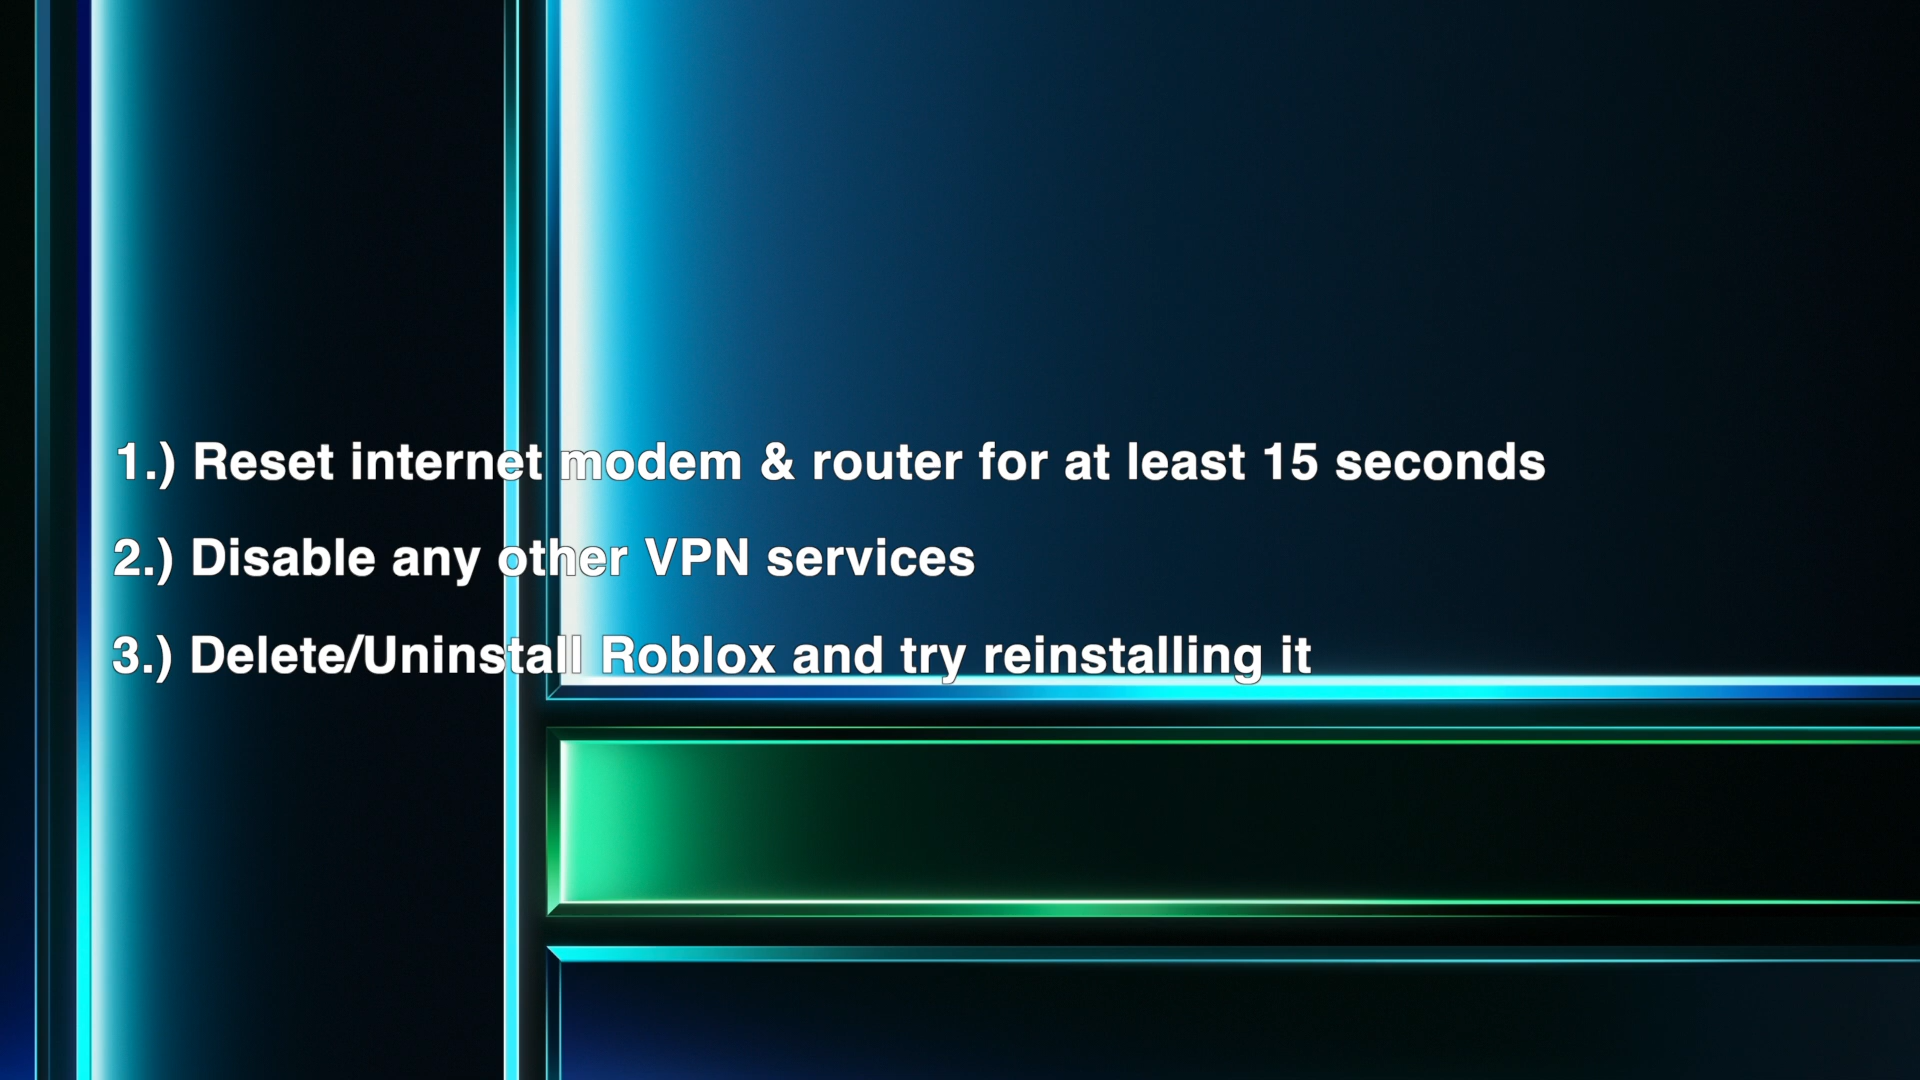 1.) Reset internet modem & router for at least 15 seconds
2.) Disable any other VPN services
3.) Delete/Uninstall Roblox and try reinstalling it